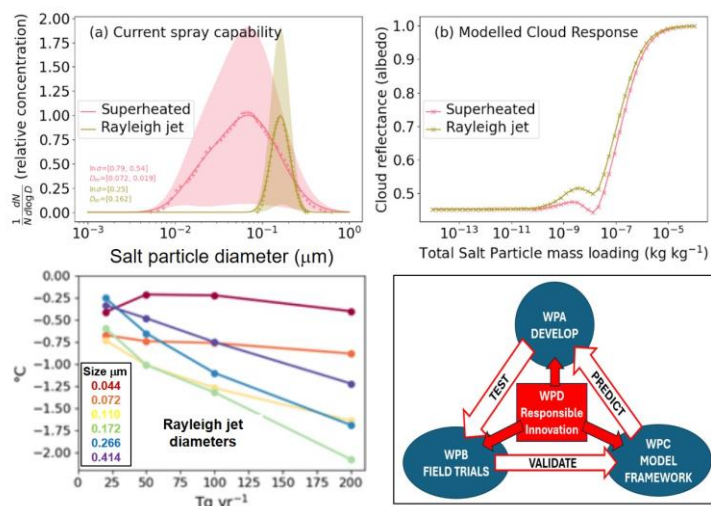 (a) Current spray capability
Superheated
Rayleigh jet
lnσ=[0.79, 0.54]
Dₘ=[0.072, 0.019]
lnσ=[0.25]
Dₘ=[0.162]
2.00
1.75
1.50
1.25
1.00
0.75
0.50
0.25
0.00
1/N dN/dlogD (relative concentration)
10⁻³ 10⁻² 10⁻¹ 10⁰
Salt particle diameter (μm)
(b) Modelled Cloud Response
Superheated
Rayleigh jet
1.0
0.9
0.8
0.7
0.6
0.5
Cloud reflectance (albedo)
10⁻¹³ 10⁻¹¹ 10⁻⁹ 10⁻⁷ 10⁻⁵
Total Salt Particle mass loading (kg kg⁻¹)
0.00
−0.25
−0.50
−0.75
−1.00
−1.25
−1.50
−1.75
−2.00
°C
Size μm
0.044
0.072
0.110
0.172
0.266
0.414
Rayleigh jet
diameters
0 25 50 75 100 125 150 175 200
Tg yr⁻¹
WPA
DEVELOP
TEST
PREDICT
WPD
Responsible
Innovation
WPB
FIELD TRIALS
VALIDATE
WPC
MODEL
FRAMEWORK